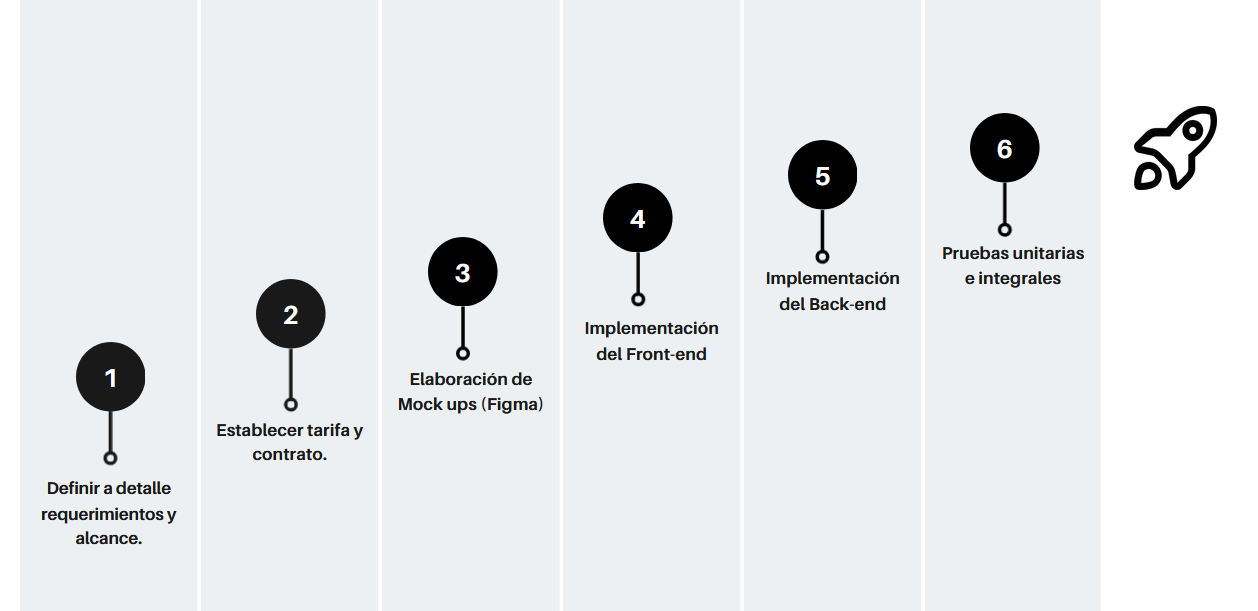 1
Definir a detalle
requerimientos y
alcance.
2
Establecer tarifa y
contrato.
3
Elaboración de
Mock ups (Figma)
4
Implementación
del Front-end
5
Implementación
del Back-end
6
Pruebas unitarias
e integrales